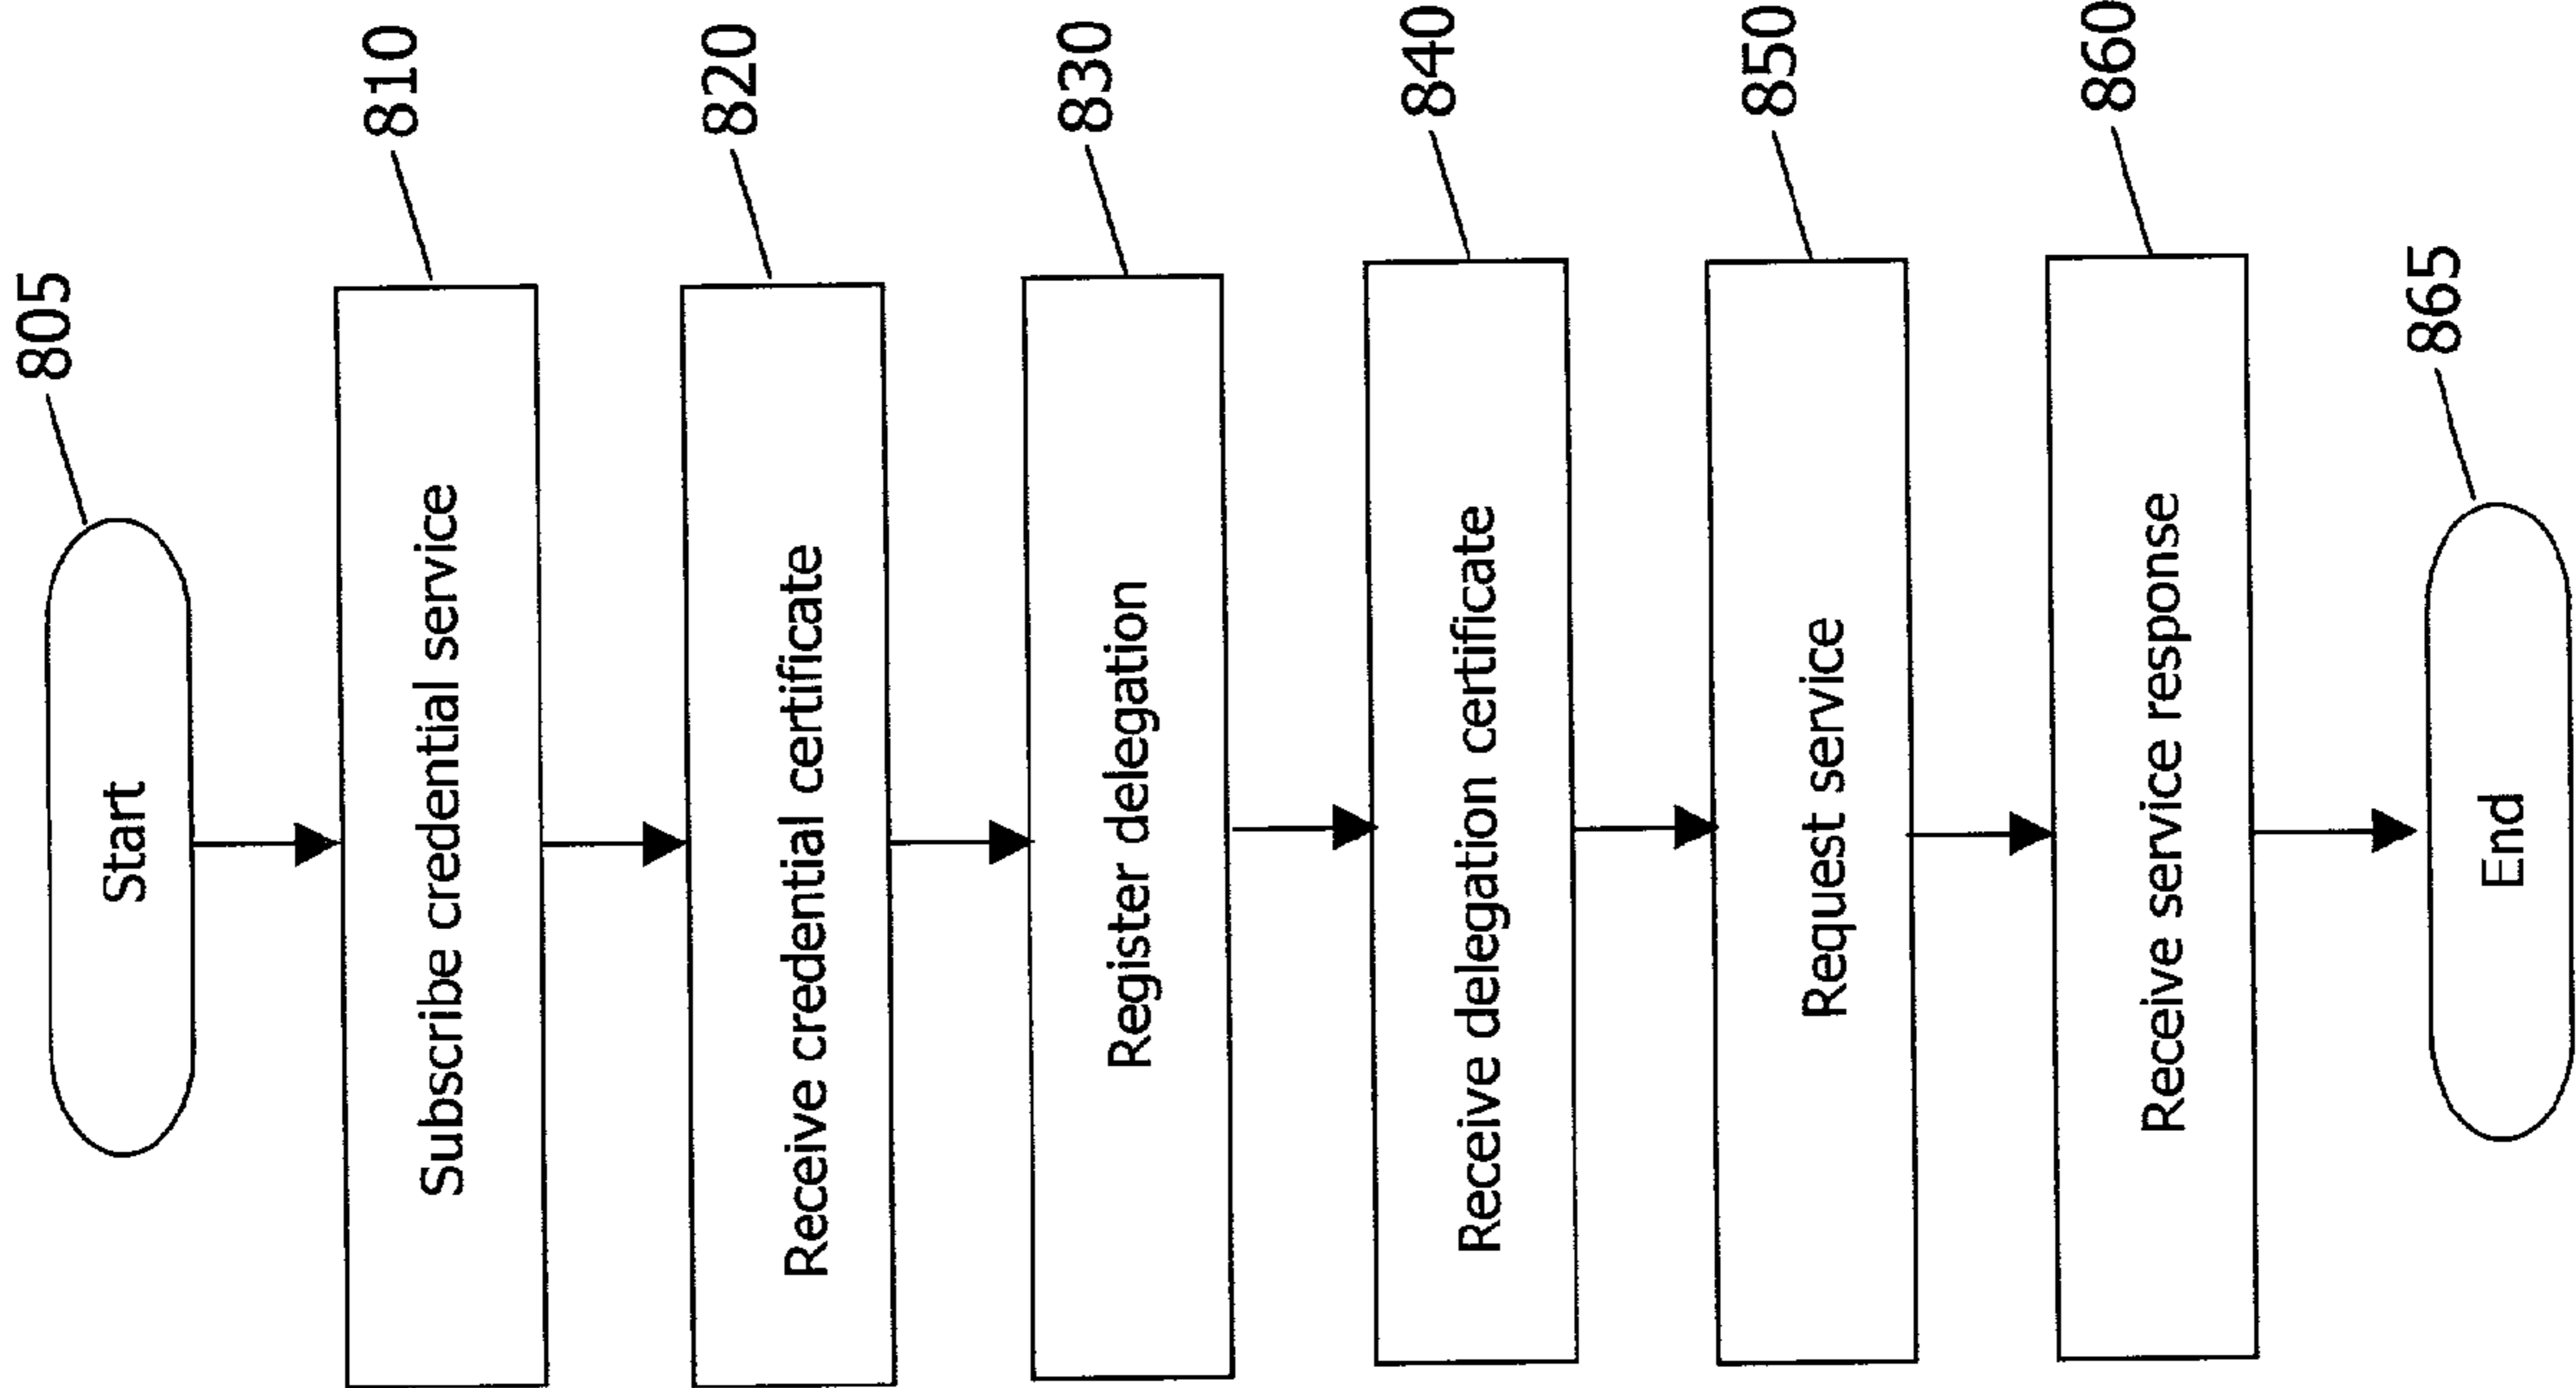 805
Start
810
Subscribe credential service
820
Receive credential certificate
830
Register delegation
840
Receive delegation certificate
850
Request service
860
Receive service response
865
End